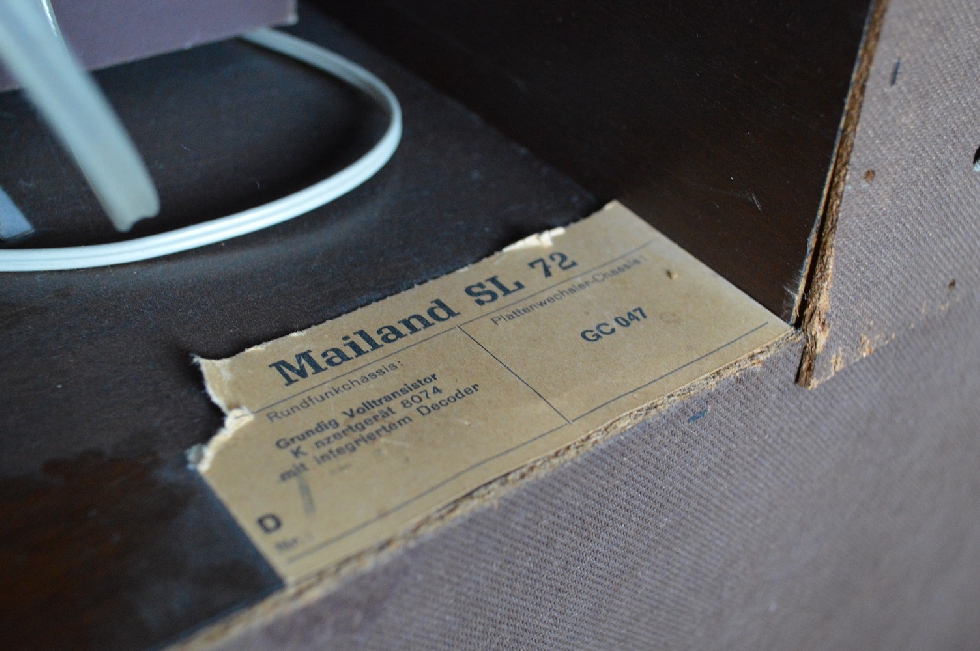 Mailand SL 72
Rundfunkchassis:
Grundig Volltransistor
K nzertgerät 8074
mit integriertem Decoder
Plattenwechsler-Chassis:
GC 047
D
Nr.